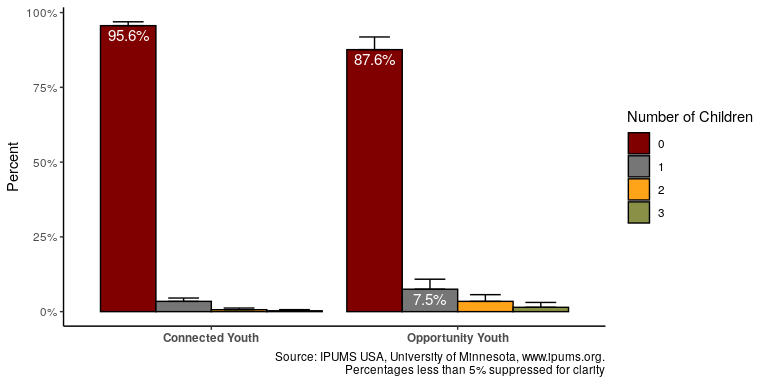 100%
75%
50%
25%
0%
Percent
95.6%
87.6%
7.5%
Connected Youth
Opportunity Youth
Number of Children
0
1
2
3
Source: IPUMS USA, University of Minnesota, www.ipums.org.
Percentages less than 5% suppressed for clarity